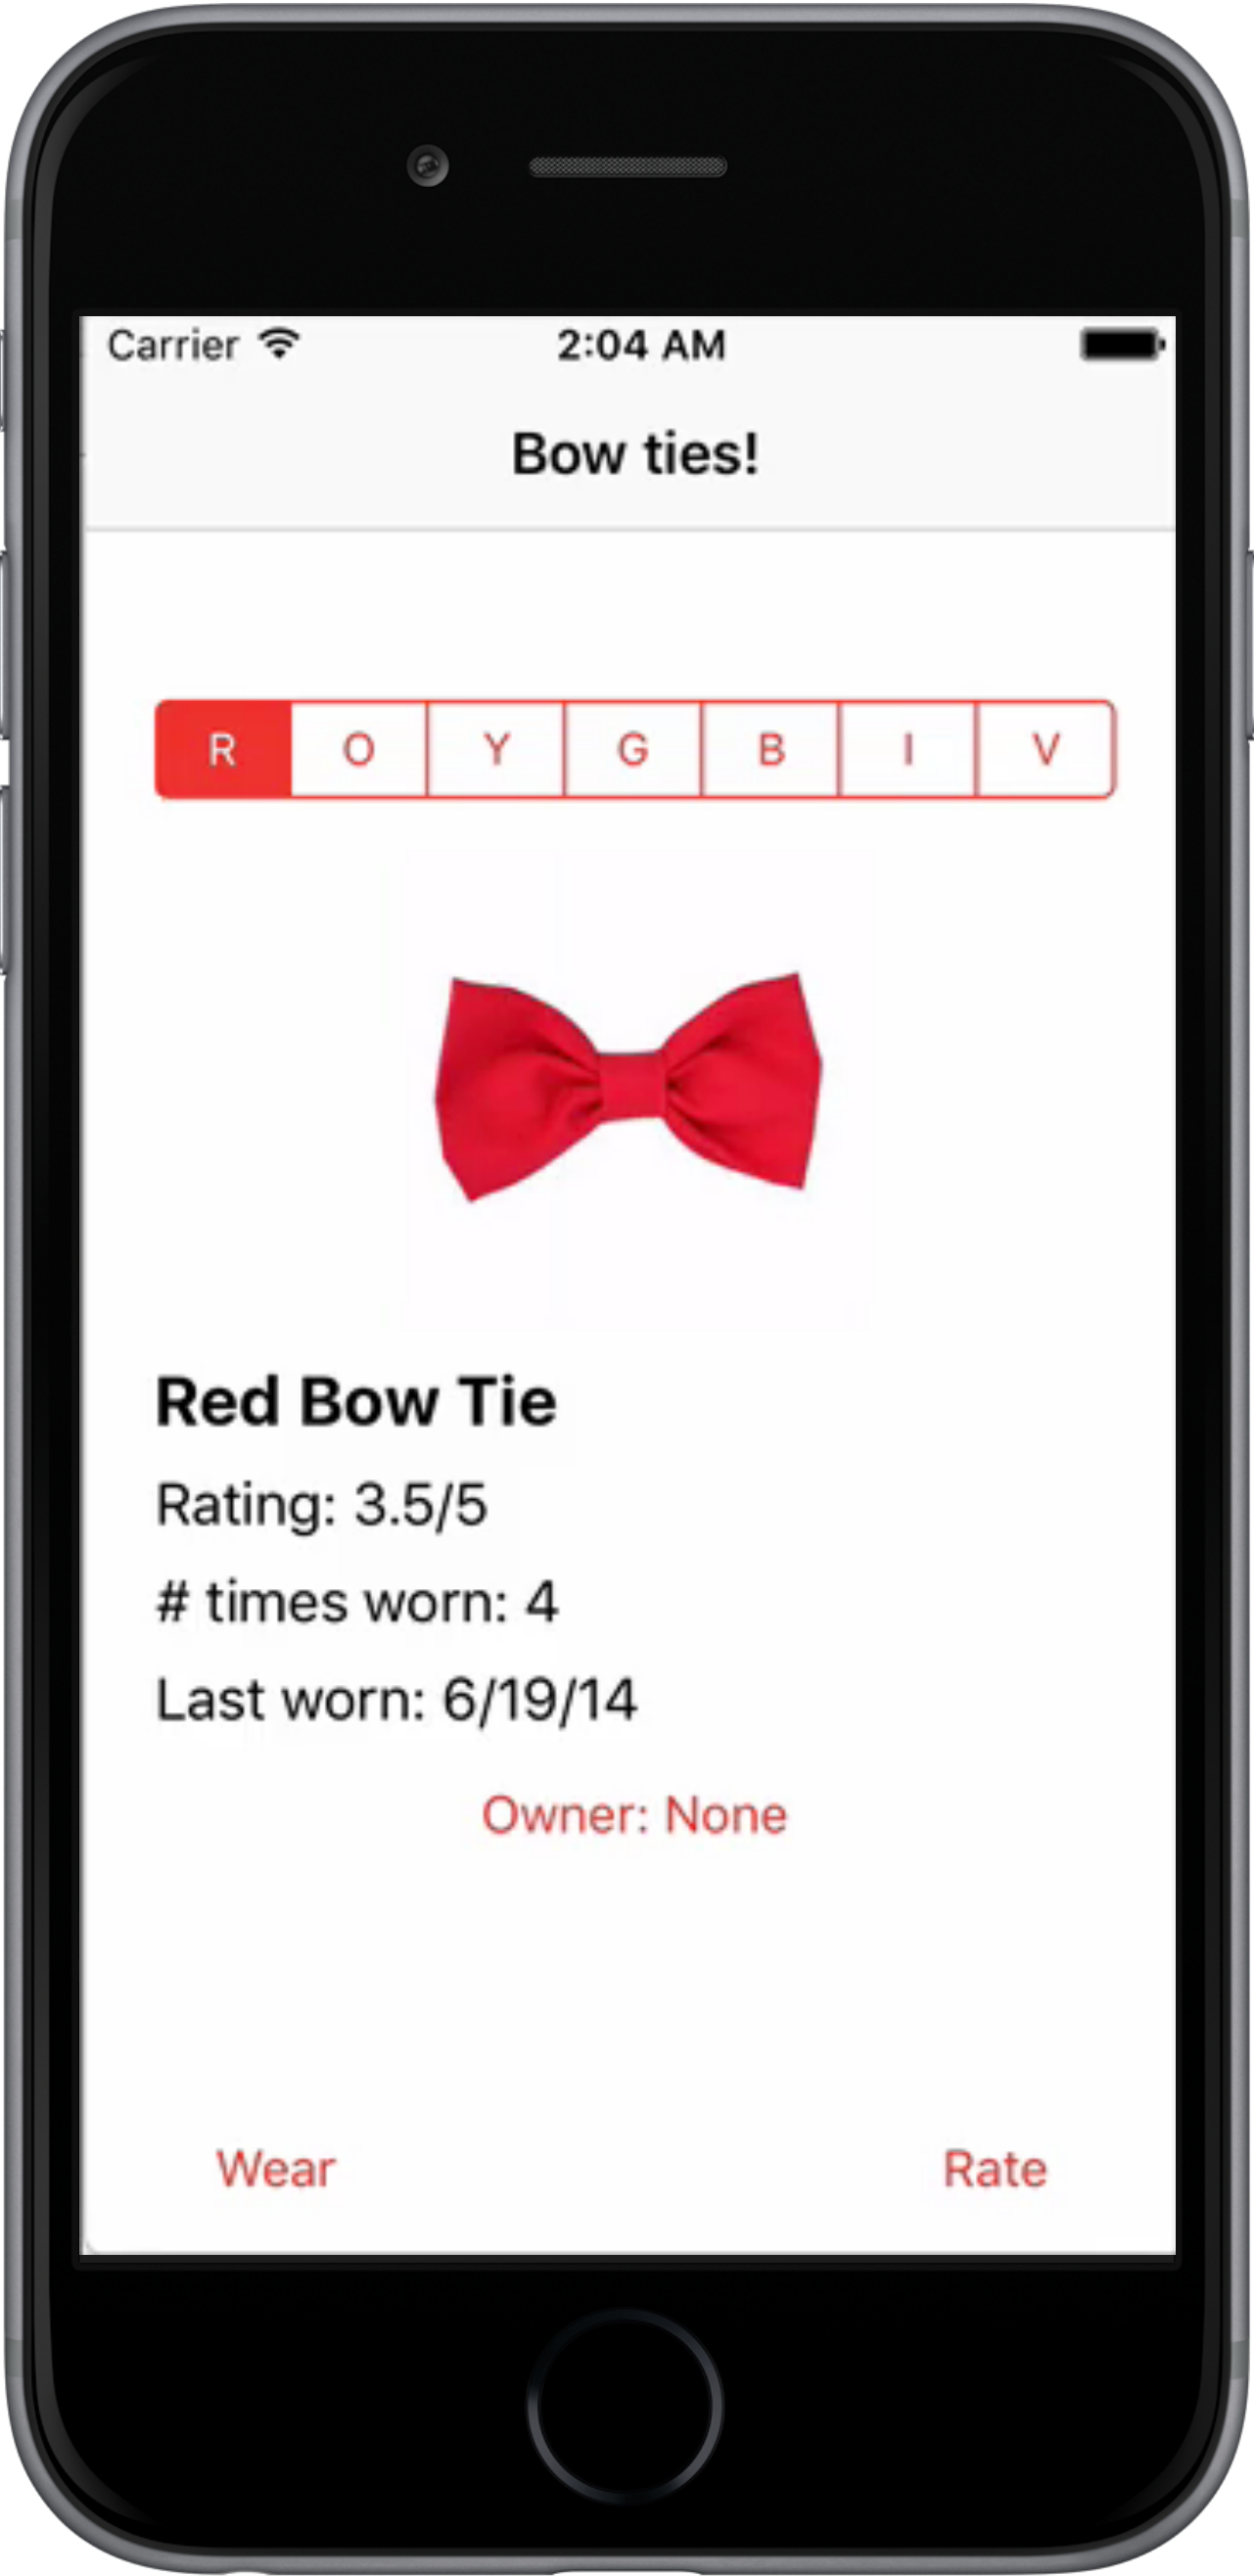 Carrier 2:04 AM
Bow ties!
R O Y G B I V
Red Bow Tie
Rating: 3.5/5
# times worn: 4
Last worn: 6/19/14
Owner: None
Wear Rate